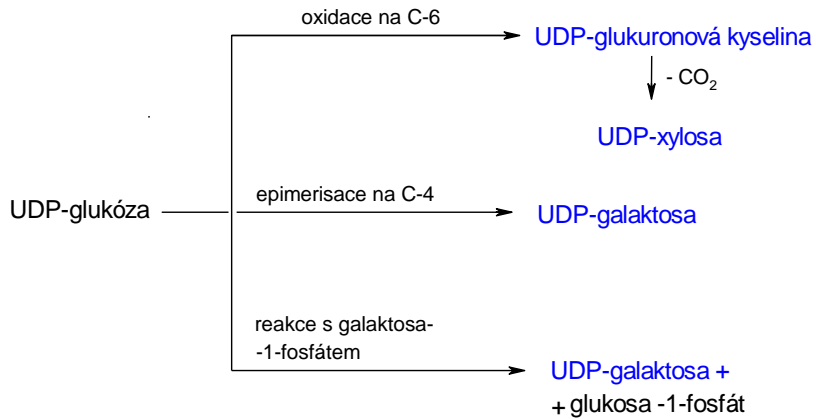 oxidace na C-6
UDP-glukuronová kyselina
- CO2
UDP-xylosa
UDP-glukóza
epimerisace na C-4
UDP-galaktosa
reakce s galaktosa-
-1-fosfátem
UDP-galaktosa +
+ glukosa -1-fosfát